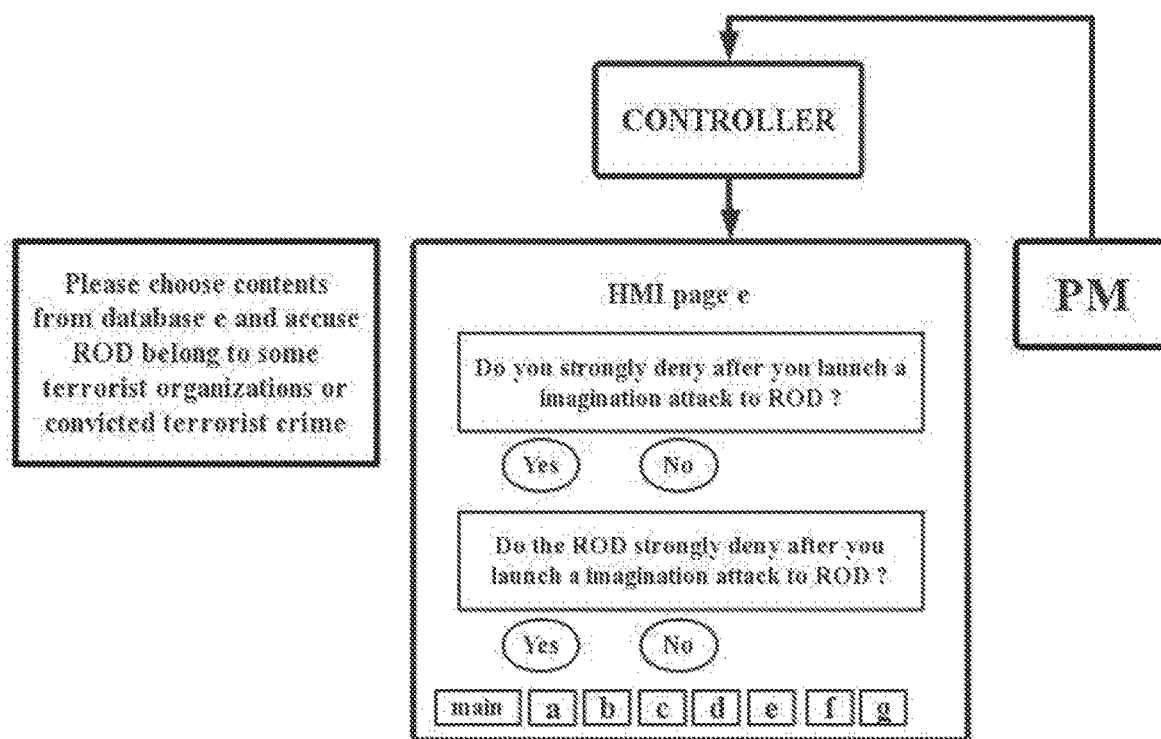 CONTROLLER
Please choose contents
from database e and accuse
ROD belong to some
terrorist organizations or
convicted terrorist crime
HMI page e
PM
Do you strongly deny after you launch a
imagination attack to ROD ?
Yes No
Do the ROD strongly deny after you
launch a imagination attack to ROD ?
Yes No
main a b c d e f g